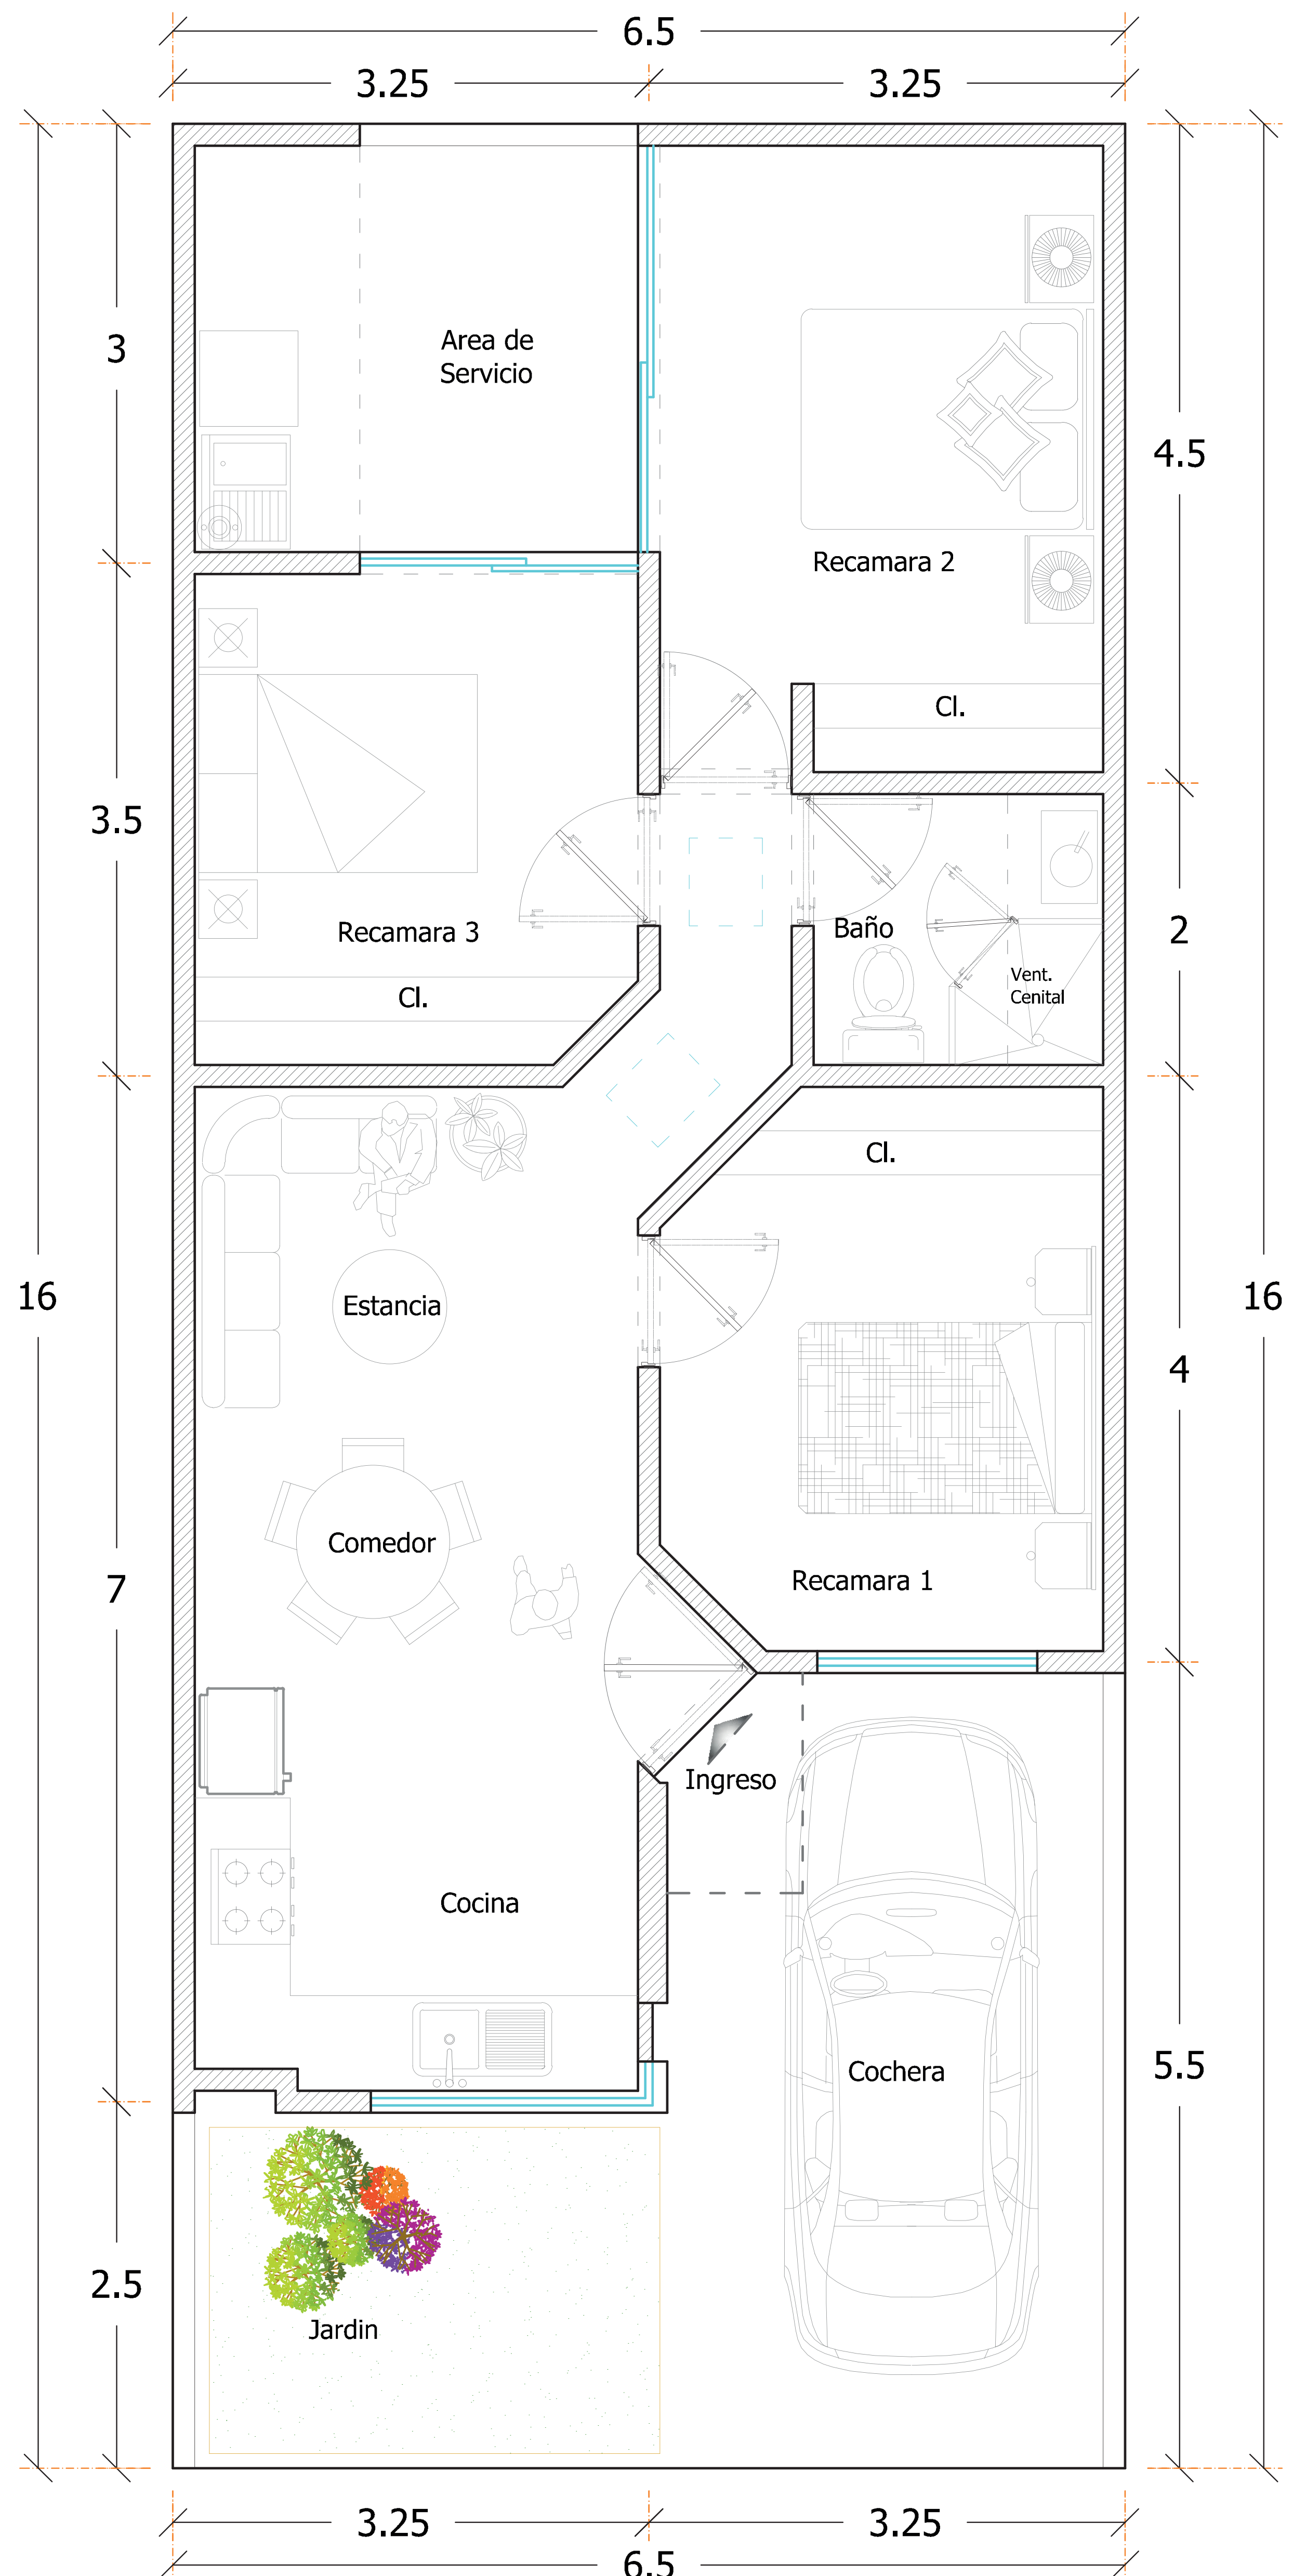 6.5
3.25
3.25
3
Area de
Servicio
4.5
Recamara 2
Cl.
3.5
Recamara 3
Baño
2
Vent.
Cenital
Cl.
Cl.
16
Estancia
16
4
Comedor
7
Recamara 1
Ingreso
Cocina
Cochera
5.5
2.5
Jardin
3.25
3.25
6.5